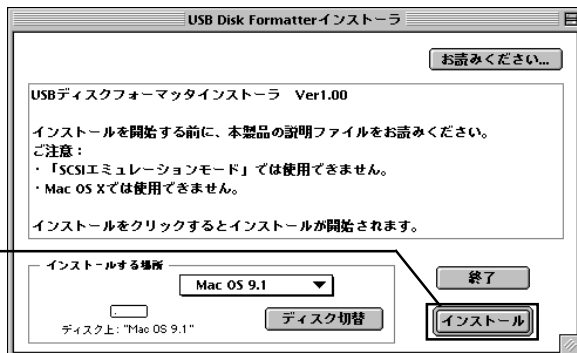 USB Disk Formatterインストーラ
お読みください...
USBディスクフォーマッタインストーラ Ver1.00
インストールを開始する前に、本製品の説明ファイルをお読みください。
ご注意：
・「SCSIエミュレーションモード」では使用できません。
・Mac OS Xでは使用できません。
インストールをクリックするとインストールが開始されます。
インストールする場所
Mac OS 9.1
終了
ディスク上："Mac OS 9.1"
ディスク切替
インストール